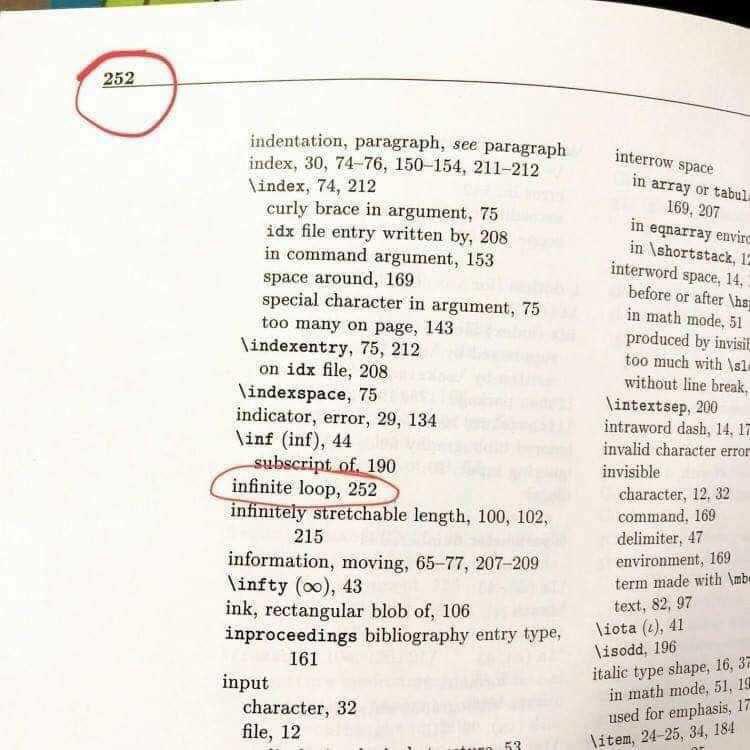 252
indentation, paragraph, see paragraph
index, 30, 74–76, 150–154, 211–212
\index, 74, 212
curly brace in argument, 75
idx file entry written by, 208
in command argument, 153
space around, 169
special character in argument, 75
too many on page, 143
\indexentry, 75, 212
on idx file, 208
\indexspace, 75
indicator, error, 29, 134
\inf (inf), 44
subscript of, 190
infinite loop, 252
infinitely stretchable length, 100, 102,
215
information, moving, 65–77, 207–209
\infty (∞), 43
ink, rectangular blob of, 106
inproceedings bibliography entry type,
161
input
character, 32
file, 12
53
interrow space
in array or
169, 207
in eqnarray
in \shortstack,
interword space, 14,
before or after
in math mode, 51
produced by
too much with
without line break,
\intextsep, 200
intraword dash, 14, 17
invalid character error
invisible
character, 12, 32
command, 169
delimiter, 47
environment, 169
term made with
text, 82, 97
\iota (ι), 41
\isodd, 196
italic type shape, 16, 37
in math mode, 51, 19
used for emphasis, 17
\item, 24–25, 34, 184